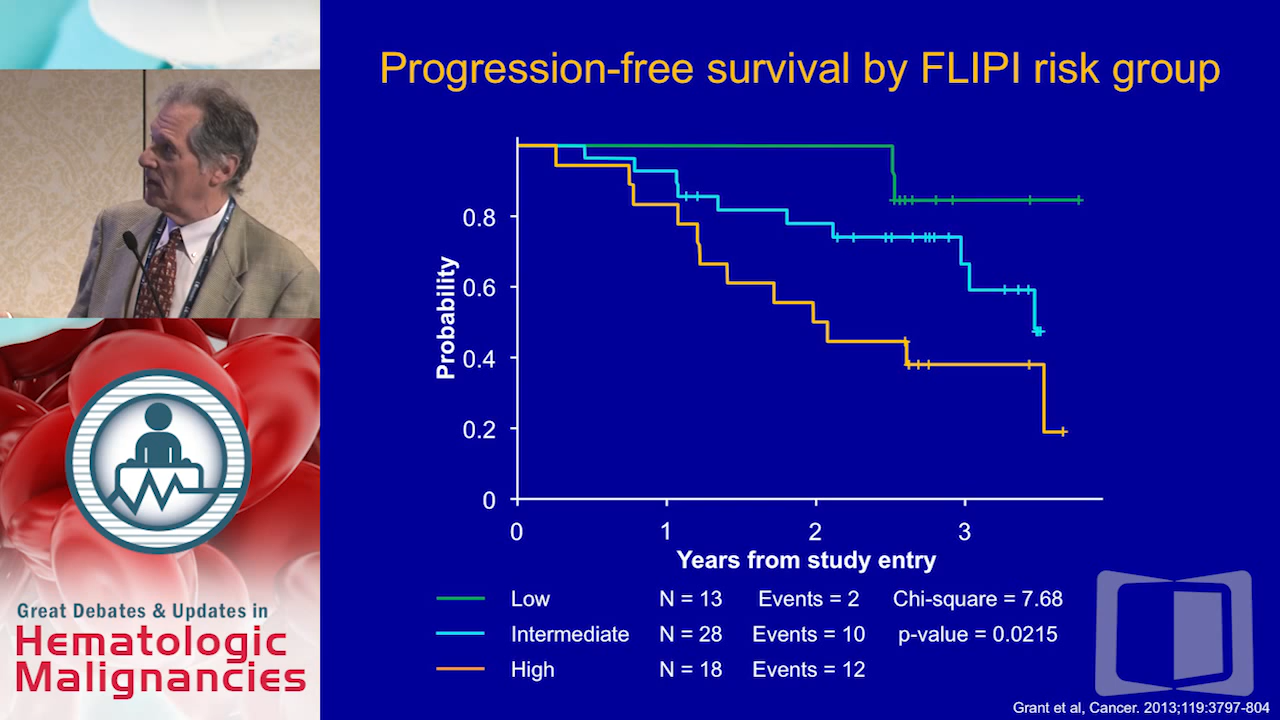 Progression-free survival by FLIPI risk group
Probability
0.8
0.6
0.4
0.2
0
0 1 2 3
Years from study entry
Low N = 13 Events = 2 Chi-square = 7.68
Intermediate N = 28 Events = 10 p-value = 0.0215
High N = 18 Events = 12
Grant et al, Cancer. 2013;119:3797-804
Great Debates & Updates in
Hematologic
Malignancies